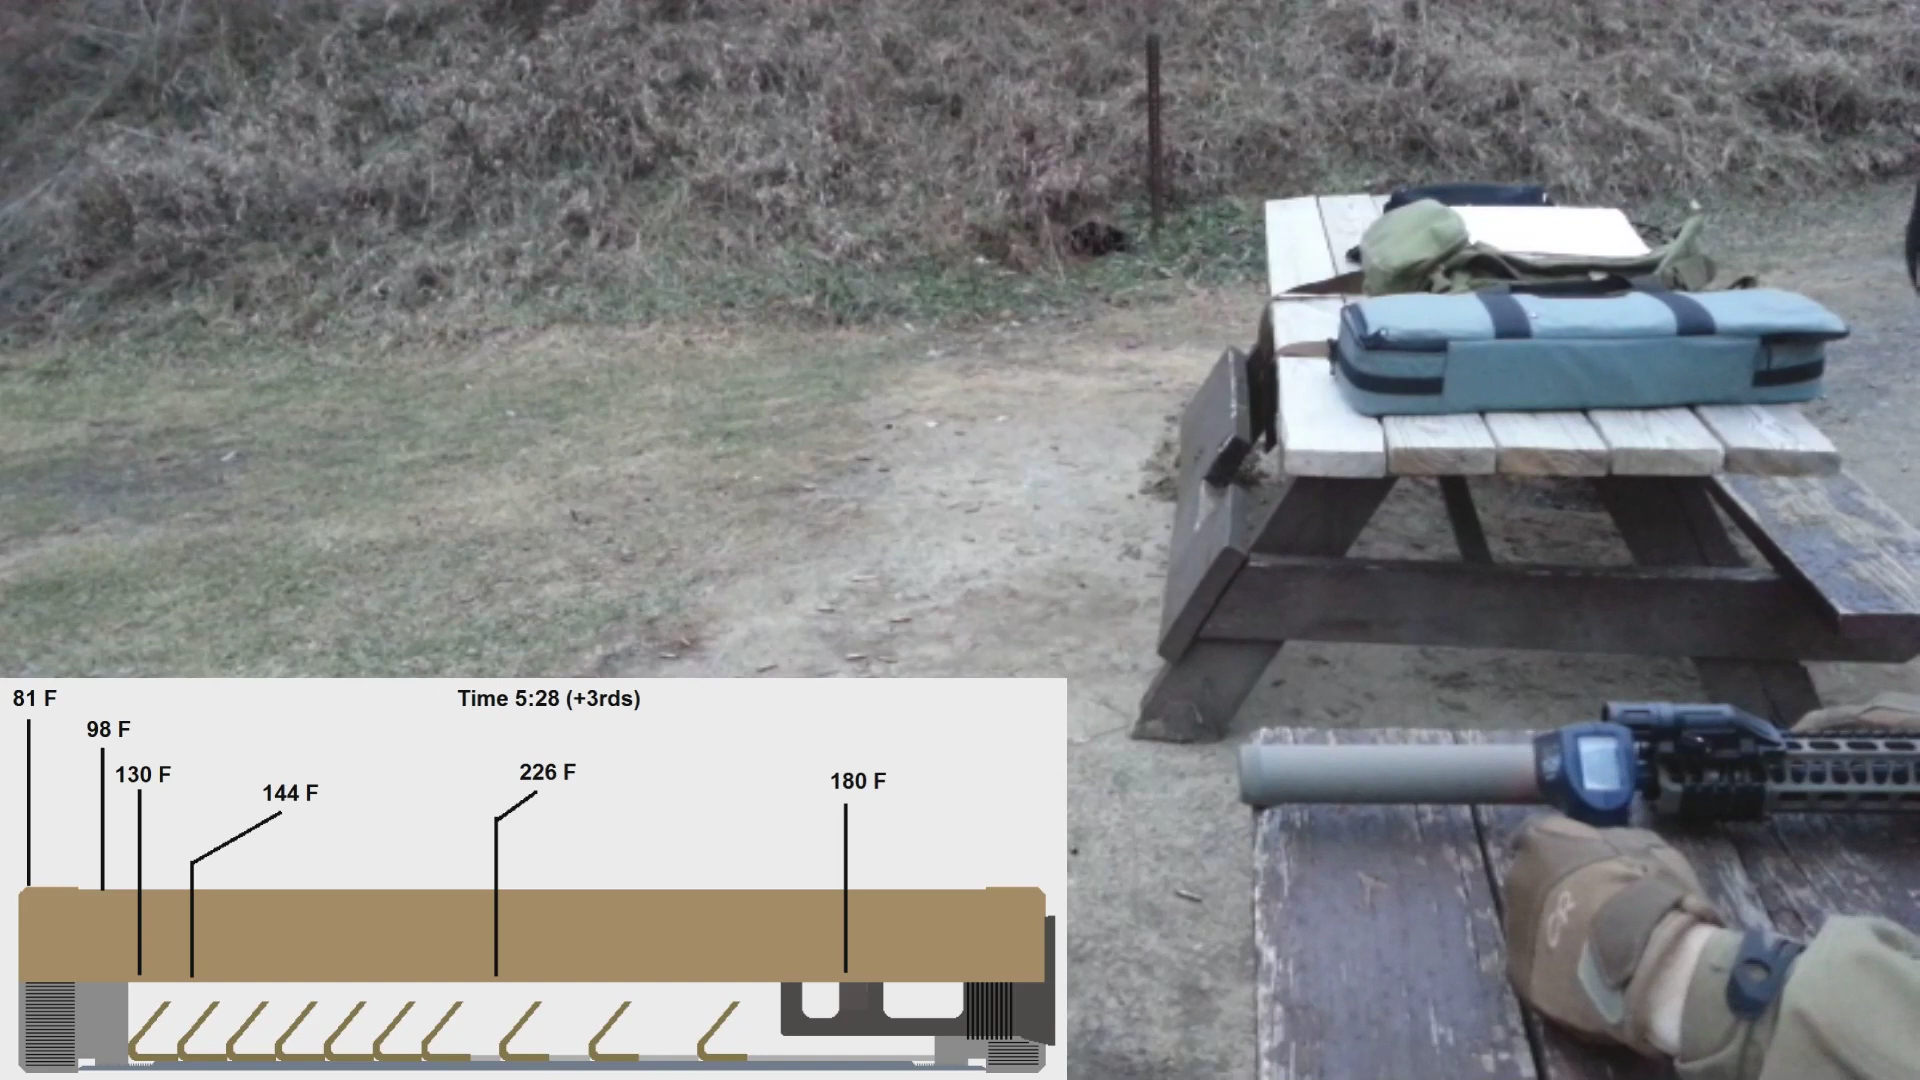 81 F
Time 5:28 (+3rds)
98 F
130 F
144 F
226 F
180 F
OR